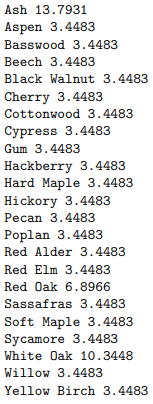 Ash 13.7931
Aspen 3.4483
Basswood 3.4483
Beech 3.4483
Black Walnut 3.4483
Cherry 3.4483
Cottonwood 3.4483
Cypress 3.4483
Gum 3.4483
Hackberry 3.4483
Hard Maple 3.4483
Hickory 3.4483
Pecan 3.4483
Poplan 3.4483
Red Alder 3.4483
Red Elm 3.4483
Red Oak 6.8966
Sassafras 3.4483
Soft Maple 3.4483
Sycamore 3.4483
White Oak 10.3448
Willow 3.4483
Yellow Birch 3.4483